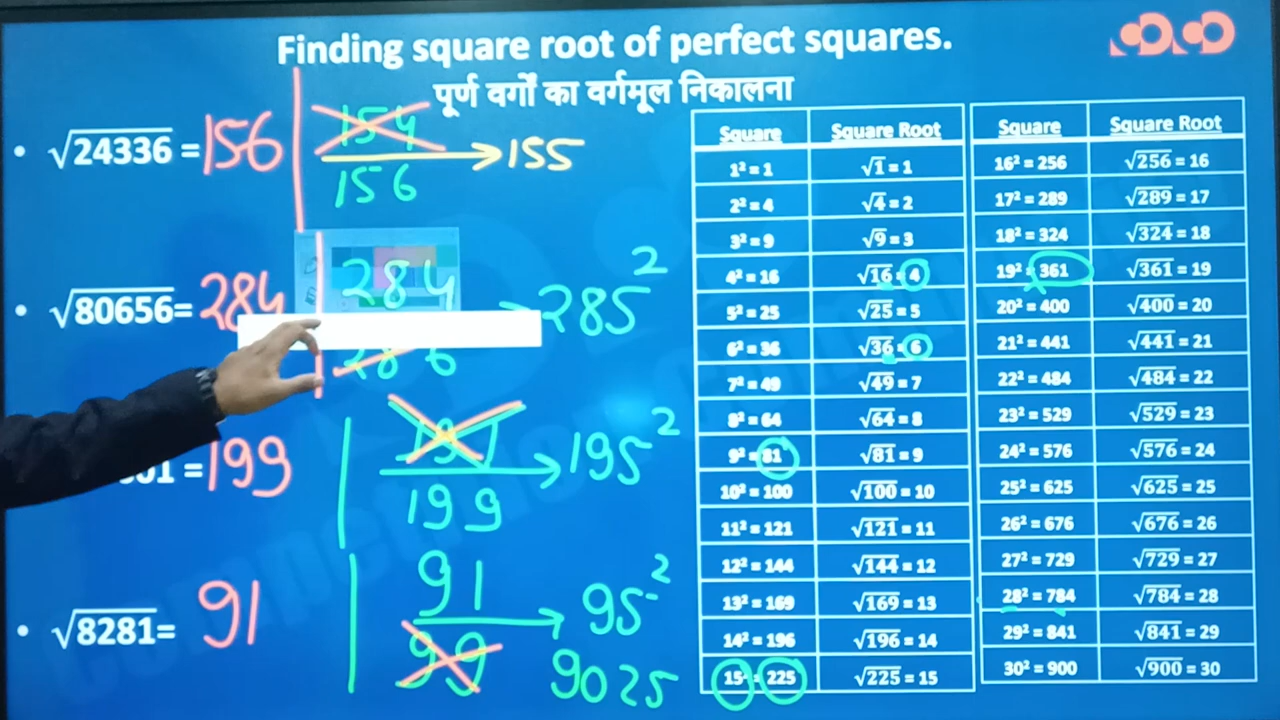 Finding square root of perfect squares.
पूर्ण वर्गों का वर्गमूल निकालना
• √24336 = 156
154
→ 155
156
• √80656 = 284
284
→ 285²
286
01 = 199
191
→ 195²
199
• √8281 = 91
91
→ 95²
99
9025
Square Square Root
1² = 1 √1 = 1
2² = 4 √4 = 2
3² = 9 √9 = 3
4² = 16 √16 = 4
5² = 25 √25 = 5
6² = 36 √36 = 6
7² = 49 √49 = 7
8² = 64 √64 = 8
9² = 81 √81 = 9
10² = 100 √100 = 10
11² = 121 √121 = 11
12² = 144 √144 = 12
13² = 169 √169 = 13
14² = 196 √196 = 14
15² = 225 √225 = 15
Square Square Root
16² = 256 √256 = 16
17² = 289 √289 = 17
18² = 324 √324 = 18
19² = 361 √361 = 19
20² = 400 √400 = 20
21² = 441 √441 = 21
22² = 484 √484 = 22
23² = 529 √529 = 23
24² = 576 √576 = 24
25² = 625 √625 = 25
26² = 676 √676 = 26
27² = 729 √729 = 27
28² = 784 √784 = 28
29² = 841 √841 = 29
30² = 900 √900 = 30